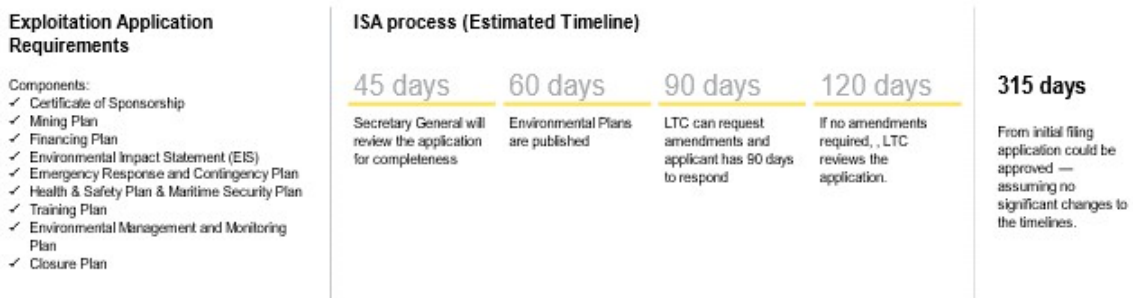 Exploitation Application
Requirements
Components:
✓ Certificate of Sponsorship
✓ Mining Plan
✓ Financing Plan
✓ Environmental Impact Statement (EIS)
✓ Emergency Response and Contingency Plan
✓ Health & Safety Plan & Maritime Security Plan
✓ Training Plan
✓ Environmental Management and Monitoring
Plan
✓ Closure Plan
ISA process (Estimated Timeline)
45 days
Secretary General will
review the application
for completeness
60 days
Environmental Plans
are published
90 days
LTC can request
amendments and
applicant has 90 days
to respond
120 days
If no amendments
required, , LTC
reviews the
application.
315 days
From initial filing
application could be
approved —
assuming no
significant changes to
the timelines.